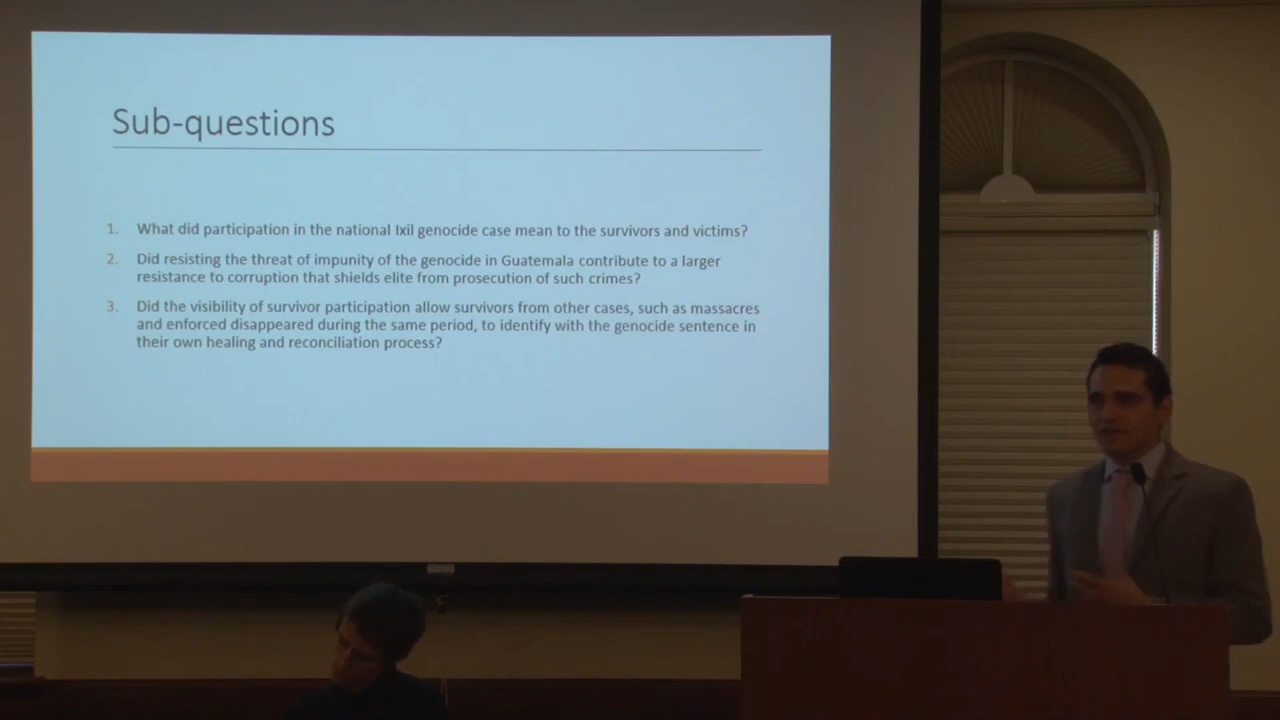 Sub-questions
1. What did participation in the national Ixil genocide case mean to the survivors and victims?
2. Did resisting the threat of impunity of the genocide in Guatemala contribute to a larger
resistance to corruption that shields elite from prosecution of such crimes?
3. Did the visibility of survivor participation allow survivors from other cases, such as massacres
and enforced disappeared during the same period, to identify with the genocide sentence in
their own healing and reconciliation process?